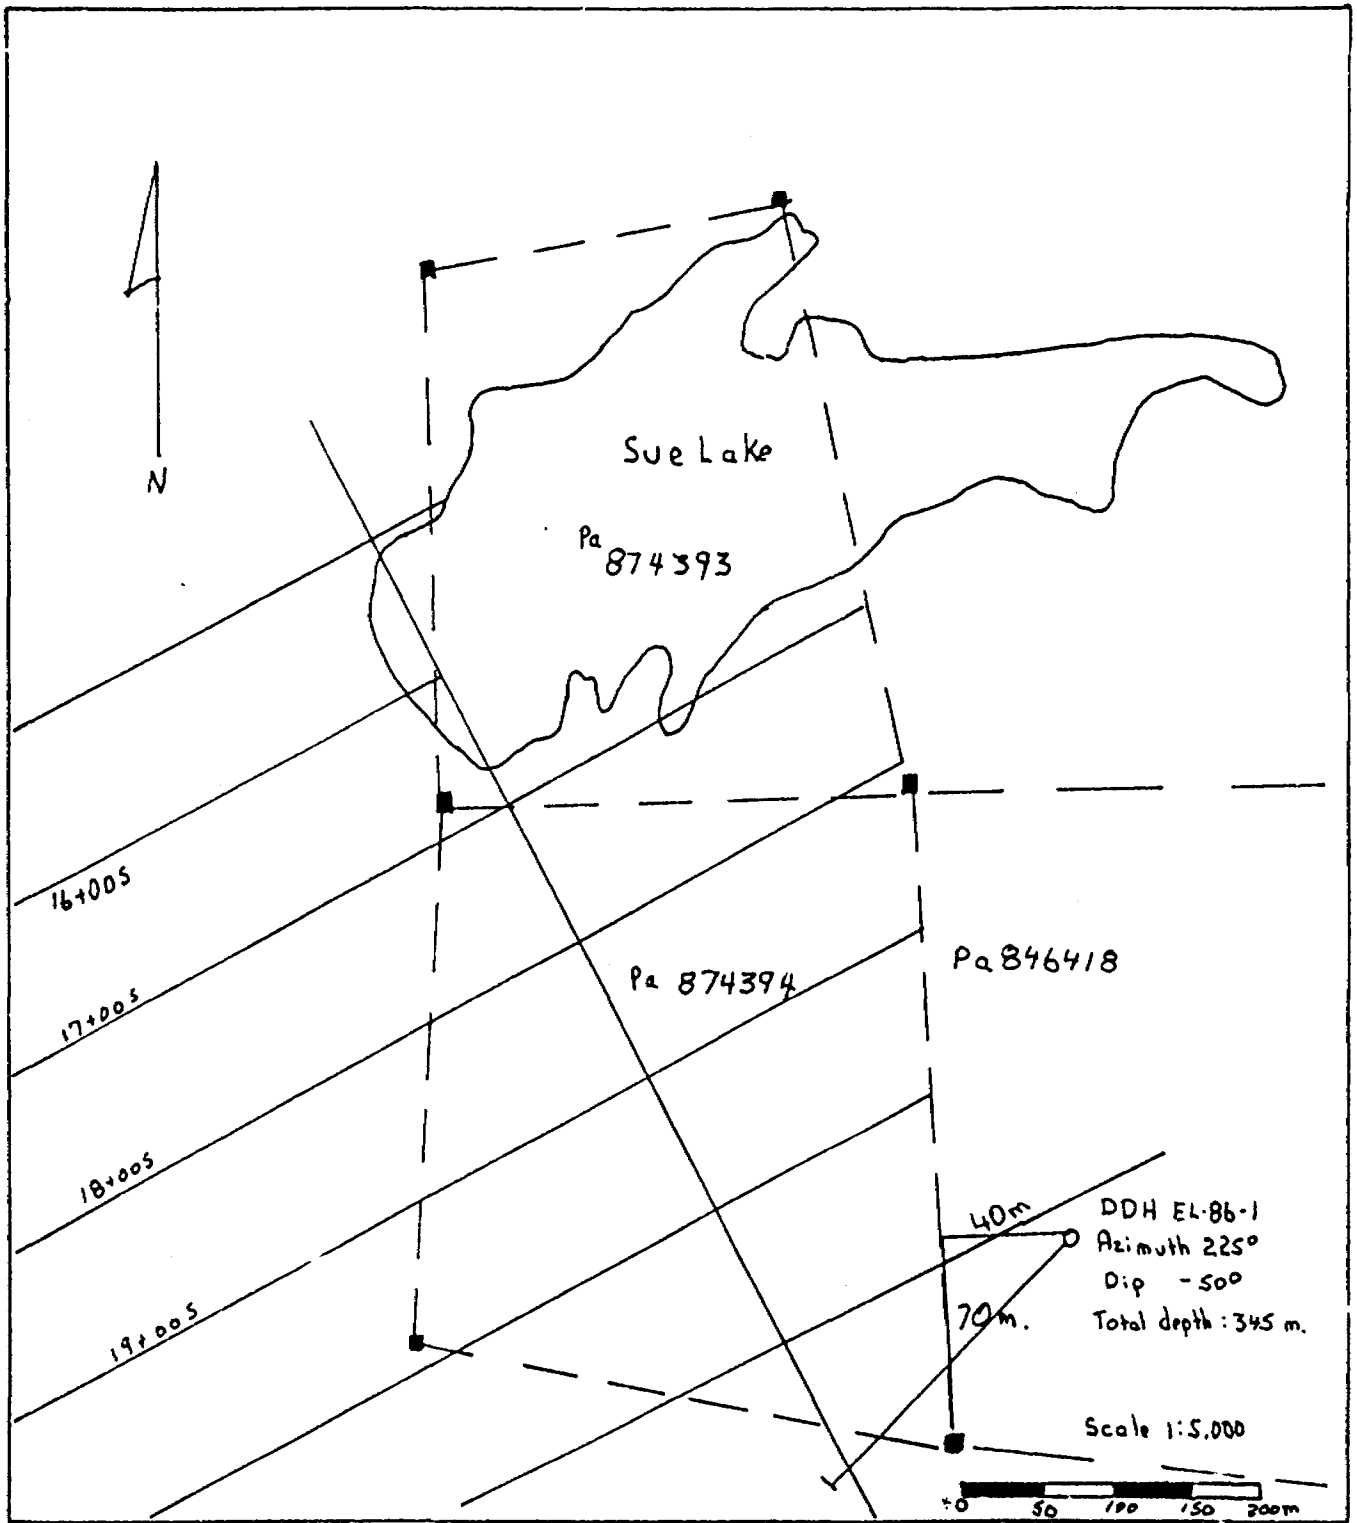 N
Sue Lake
Pa
874393
16+00S
17+00S
Pa 874394
Pa 846418
18+00S
19+00S
40m
70m.
DDH EL-86-1
Azimuth 225°
Dip -50°
Total depth: 345 m.
Scale 1:5,000
0 50 100 150 200m